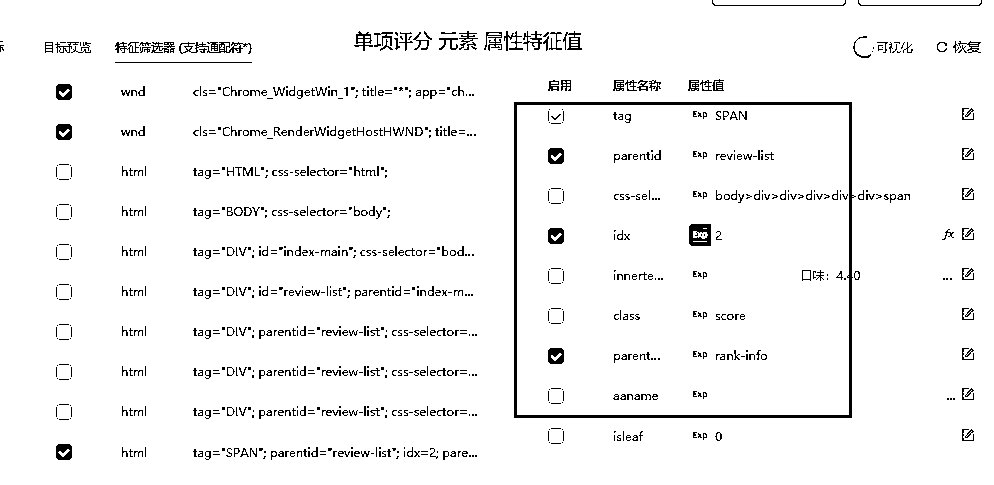 单项评分 元素 属性特征值
目标预览 特征筛选器 (支持通配符*) 可视化 恢复
启用 属性名称 属性值
wnd cls="Chrome_WidgetWin_1"; title="*"; app="ch...
tag Exp SPAN
wnd cls="Chrome_RenderWidgetHostHWND"; title=...
parentid Exp review-list
html tag="HTML"; css-selector="html";
css-sel... Exp body>div>div>div>div>div>span
html tag="BODY"; css-selector="body";
idx Exp 2 fx
html tag="DIV"; id="index-main"; css-selector="bod...
innerte... Exp 口味：4.40 ...
html tag="DIV"; id="review-list"; parentid="index-m...
class Exp score
html tag="DIV"; parentid="review-list"; css-selector=...
parent... Exp rank-info
html tag="DIV"; parentid="review-list"; css-selector=...
aaname Exp ...
html tag="DIV"; parentid="review-list"; css-selector=...
isleaf Exp 0
html tag="SPAN"; parentid="review-list"; idx=2; pare...